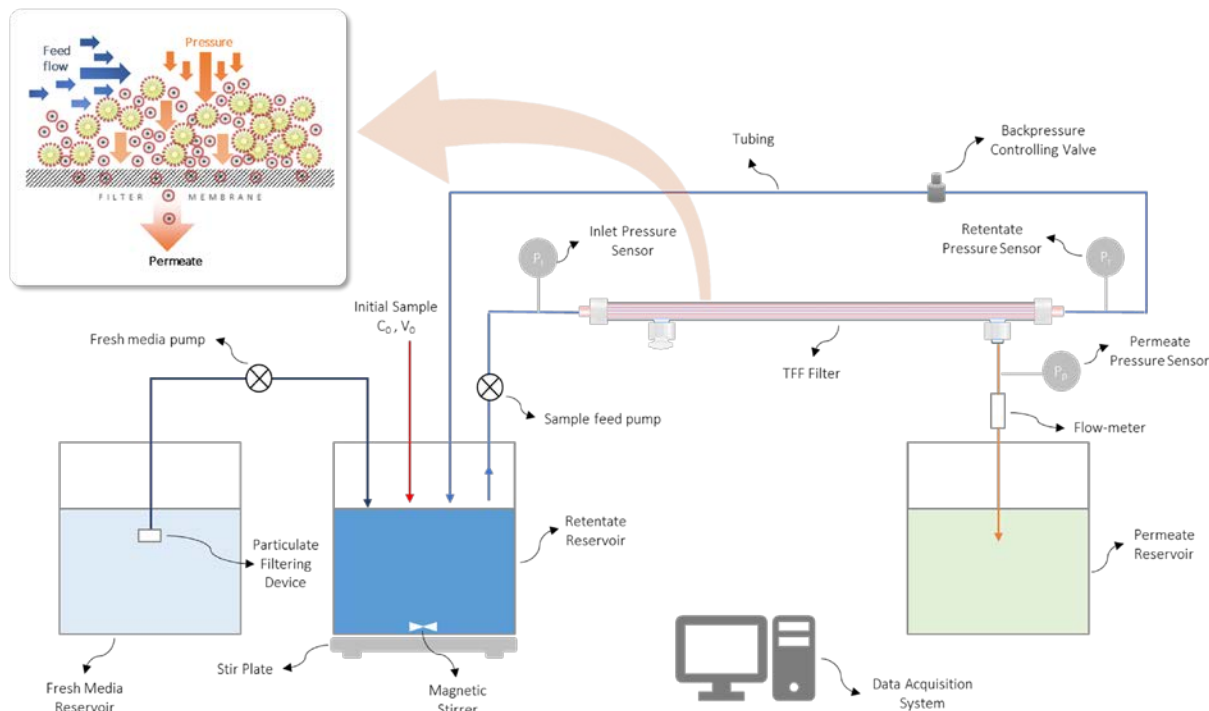 Feed
flow
Pressure
FILTER MEMBRANE
Permeate
Tubing
Backpressure
Controlling Valve
Inlet Pressure
Sensor
Retentate
Pressure Sensor
Pr
Initial Sample
C0, V0
Fresh media pump
TFF Filter
Permeate
Pressure Sensor
Pp
Sample feed pump
Flow-meter
Particulate
Filtering
Device
Retentate
Reservoir
Permeate
Reservoir
Stir Plate
Fresh Media
Reservoir
Magnetic
Stirrer
Data Acquisition
System